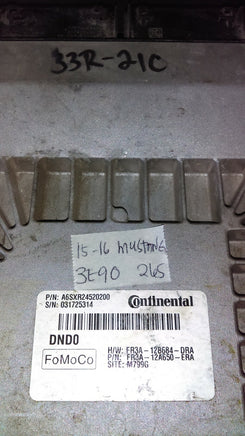 33R-210
15-16 mustang
3E90 265
P/N: A6SXR24520200
S/N: 031725314
Continental
DND0
FoMoCo
H/W: FR3A-12B684-DRA
P/N: FR3A-12A650-ERA
SITE: M799G